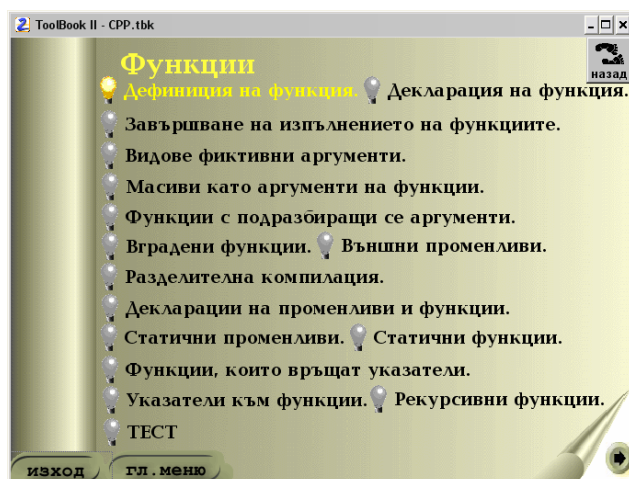 ToolBook II - CPP.tbk
назад
Функции
Дефиниция на функция. Декларация на функция.
Завършване на изпълнението на функциите.
Видове фиктивни аргументи.
Масиви като аргументи на функции.
Функции с подразбиращи се аргументи.
Вградени функции. Външни променливи.
Разделителна компилация.
Декларации на променливи и функции.
Статични променливи. Статични функции.
Функции, които връщат указатели.
Указатели към функции. Рекурсивни функции.
ТЕСТ
изход гл.меню